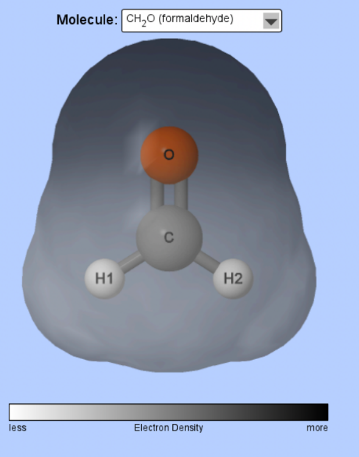 Molecule: CH₂O (formaldehyde)
O
C
H1 H2
less Electron Density more